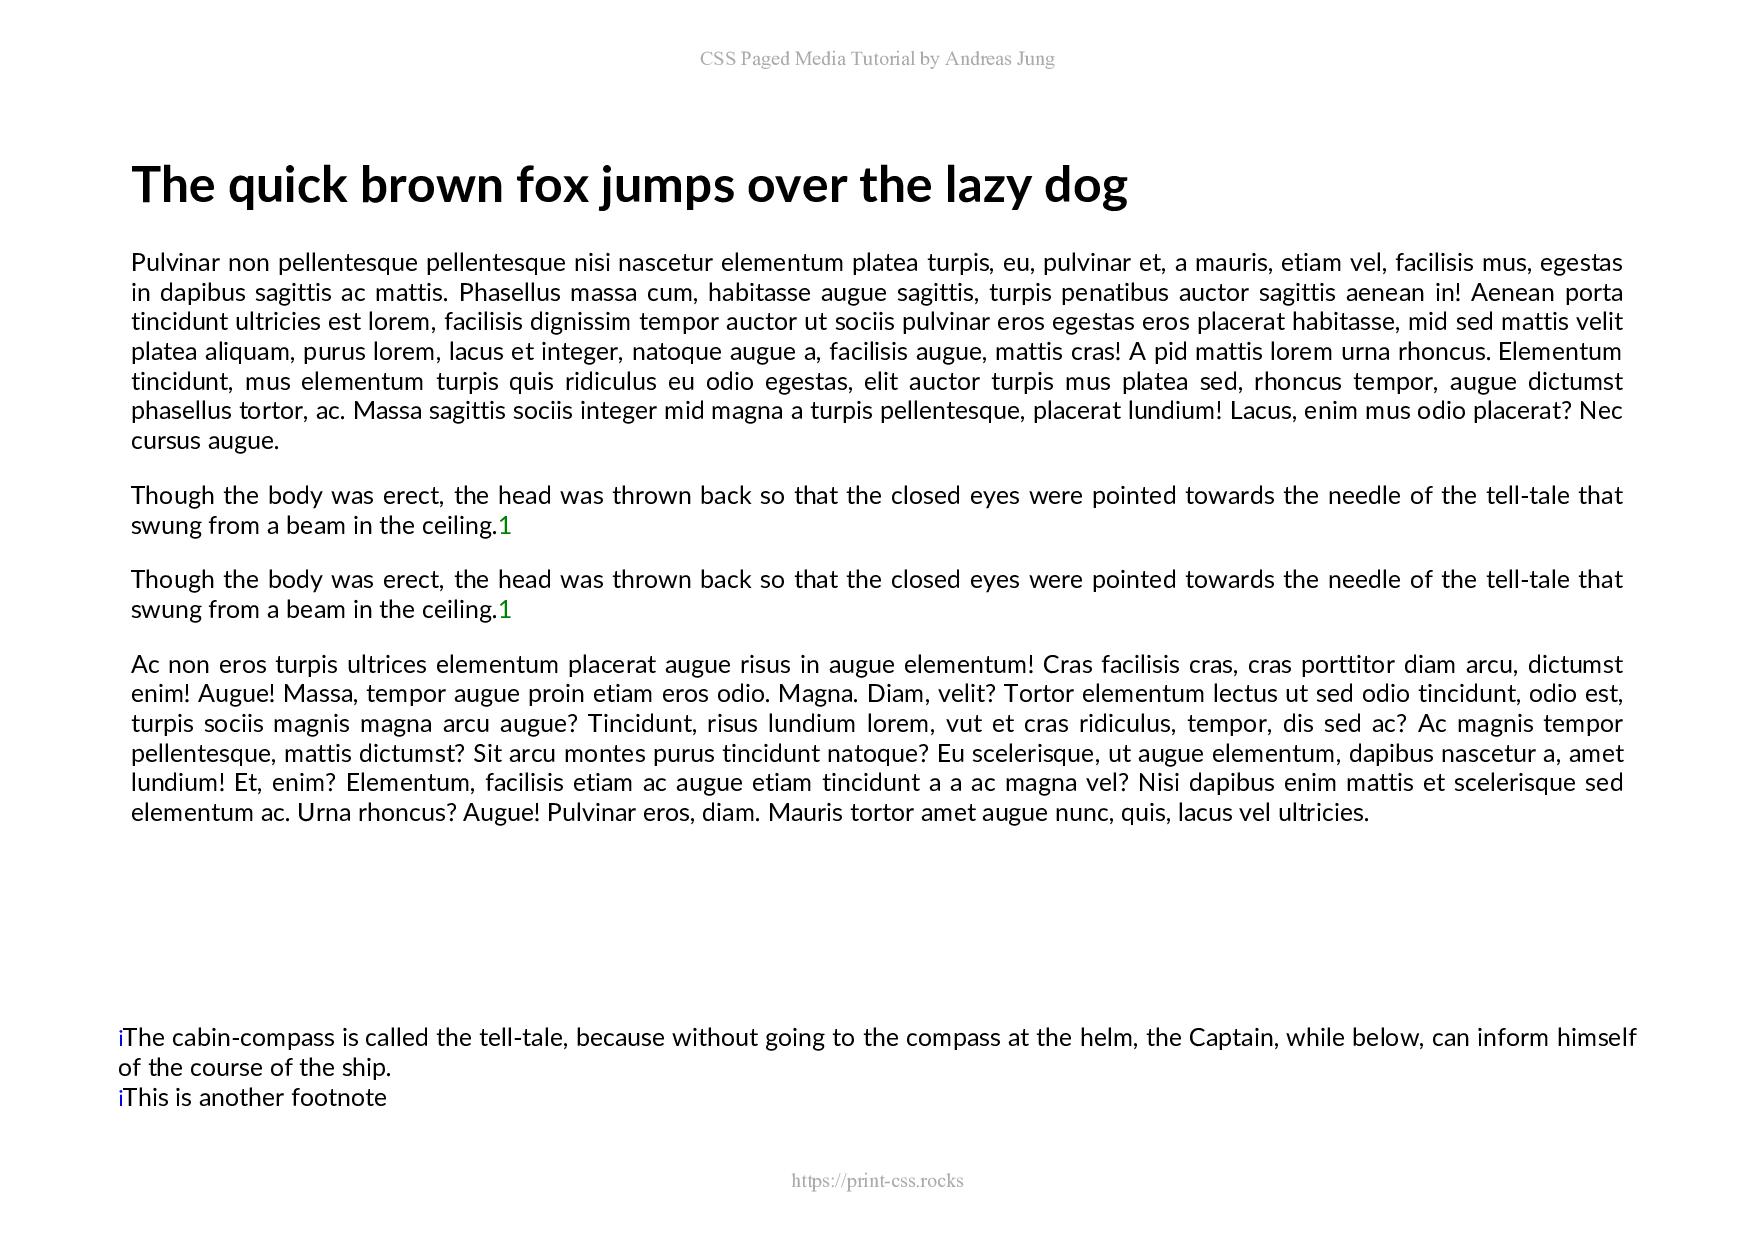 CSS Paged Media Tutorial by Andreas Jung
The quick brown fox jumps over the lazy dog
Pulvinar non pellentesque pellentesque nisi nascetur elementum platea turpis, eu, pulvinar et, a mauris, etiam vel, facilisis mus, egestas
in dapibus sagittis ac mattis. Phasellus massa cum, habitasse augue sagittis, turpis penatibus auctor sagittis aenean in! Aenean porta
tincidunt ultricies est lorem, facilisis dignissim tempor auctor ut sociis pulvinar eros egestas eros placerat habitasse, mid sed mattis velit
platea aliquam, purus lorem, lacus et integer, natoque augue a, facilisis augue, mattis cras! A pid mattis lorem urna rhoncus. Elementum
tincidunt, mus elementum turpis quis ridiculus eu odio egestas, elit auctor turpis mus platea sed, rhoncus tempor, augue dictumst
phasellus tortor, ac. Massa sagittis sociis integer mid magna a turpis pellentesque, placerat lundium! Lacus, enim mus odio placerat? Nec
cursus augue.
Though the body was erect, the head was thrown back so that the closed eyes were pointed towards the needle of the tell-tale that
swung from a beam in the ceiling.1
Though the body was erect, the head was thrown back so that the closed eyes were pointed towards the needle of the tell-tale that
swung from a beam in the ceiling.1
Ac non eros turpis ultrices elementum placerat augue risus in augue elementum! Cras facilisis cras, cras porttitor diam arcu, dictumst
enim! Augue! Massa, tempor augue proin etiam eros odio. Magna. Diam, velit? Tortor elementum lectus ut sed odio tincidunt, odio est,
turpis sociis magnis magna arcu augue? Tincidunt, risus lundium lorem, vut et cras ridiculus, tempor, dis sed ac? Ac magnis tempor
pellentesque, mattis dictumst? Sit arcu montes purus tincidunt natoque? Eu scelerisque, ut augue elementum, dapibus nascetur a, amet
lundium! Et, enim? Elementum, facilisis etiam ac augue etiam tincidunt a a ac magna vel? Nisi dapibus enim mattis et scelerisque sed
elementum ac. Urna rhoncus? Augue! Pulvinar eros, diam. Mauris tortor amet augue nunc, quis, lacus vel ultricies.
iThe cabin-compass is called the tell-tale, because without going to the compass at the helm, the Captain, while below, can inform himself
of the course of the ship.
iThis is another footnote
https://print-css.rocks